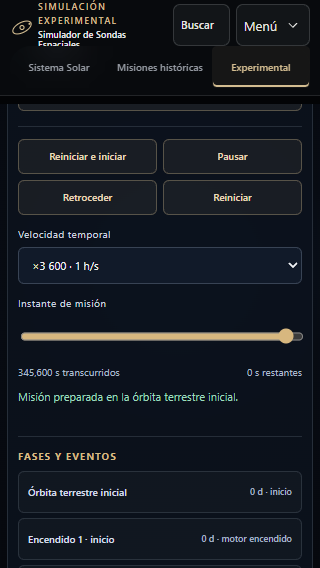 SIMULACIÓN
EXPERIMENTAL
Simulador de Sondas
Espaciales
Buscar
Menú
Sistema Solar
Misiones históricas
Experimental
Reiniciar e iniciar
Pausar
Retroceder
Reiniciar
Velocidad temporal
×3 600 · 1 h/s
Instante de misión
345,600 s transcurridos
0 s restantes
Misión preparada en la órbita terrestre inicial.
FASES Y EVENTOS
Órbita terrestre inicial
0 d · inicio
Encendido 1 · inicio
0 d · motor encendido